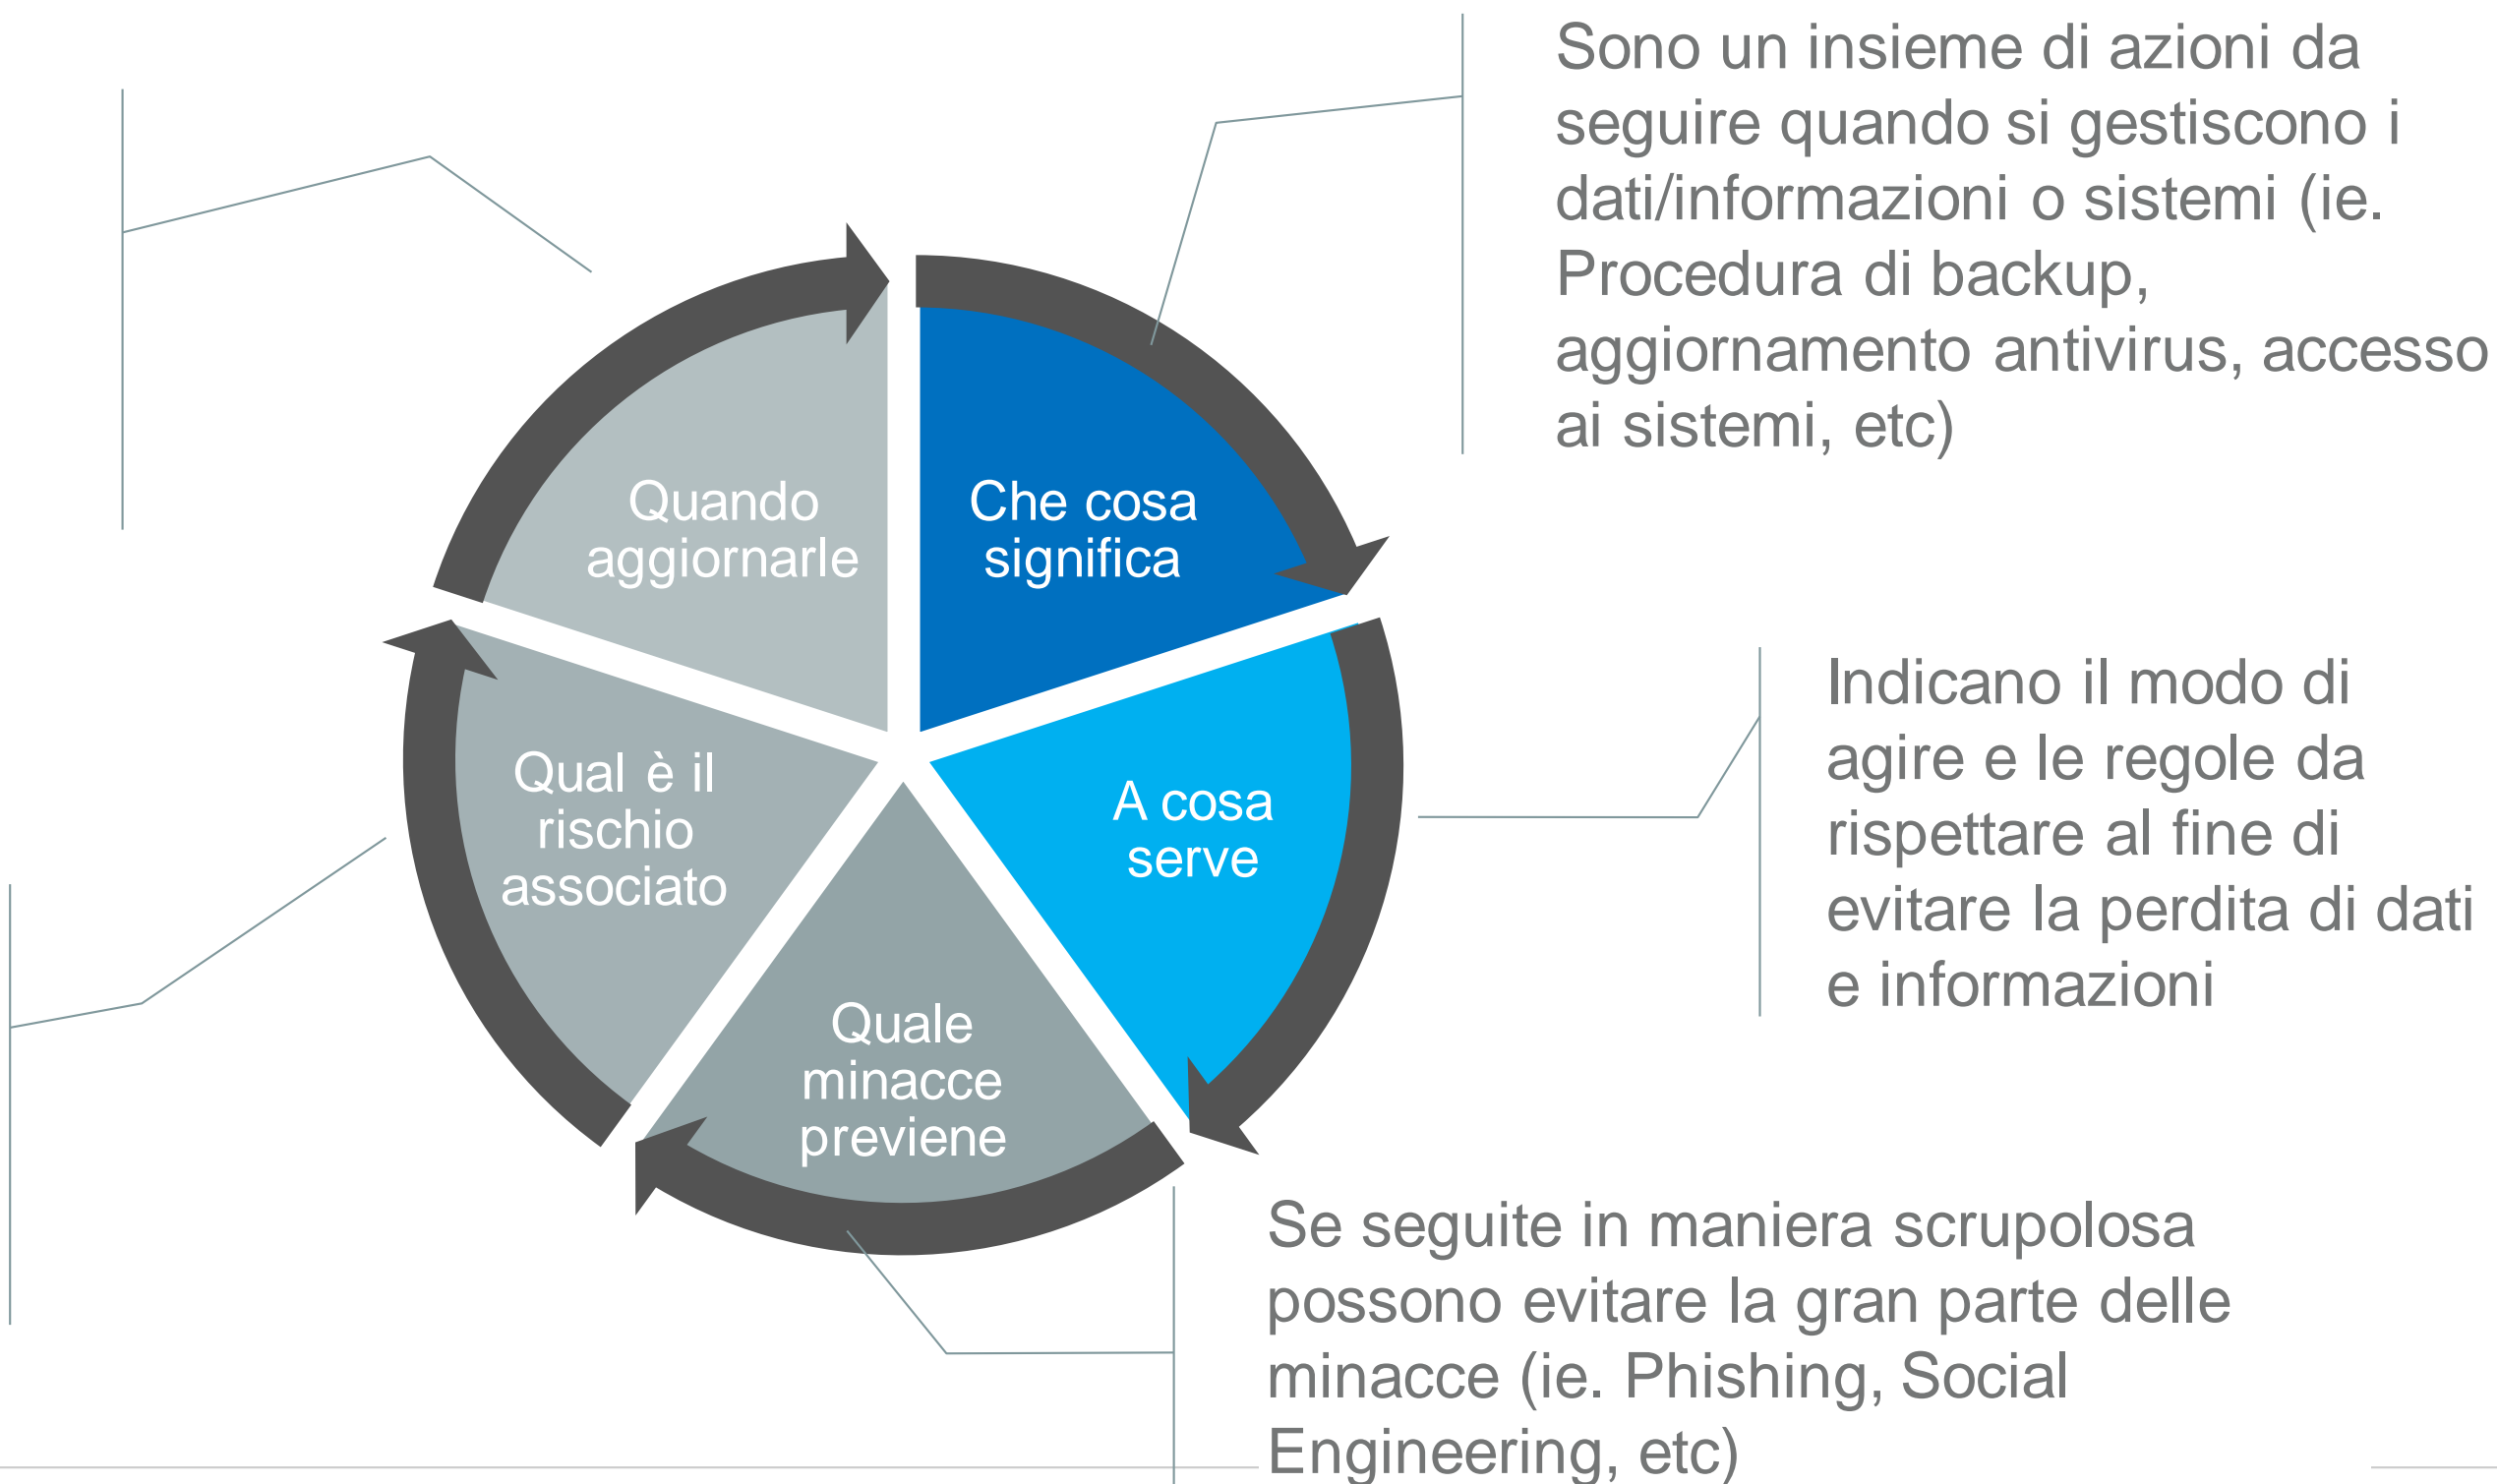 Sono un insieme di azioni da
seguire quando si gestiscono i
dati/informazioni o sistemi (ie.
Procedura di backup,
aggiornamento antivirus, accesso
ai sistemi, etc)
Quando
aggiornarle
Che cosa
significa
Indicano il modo di
agire e le regole da
rispettare al fine di
evitare la perdita di dati
e informazioni
Qual è il
rischio
associato
A cosa
serve
Quale
minacce
previene
Se seguite in maniera scrupolosa
possono evitare la gran parte delle
minacce (ie. Phishing, Social
Engineering, etc)